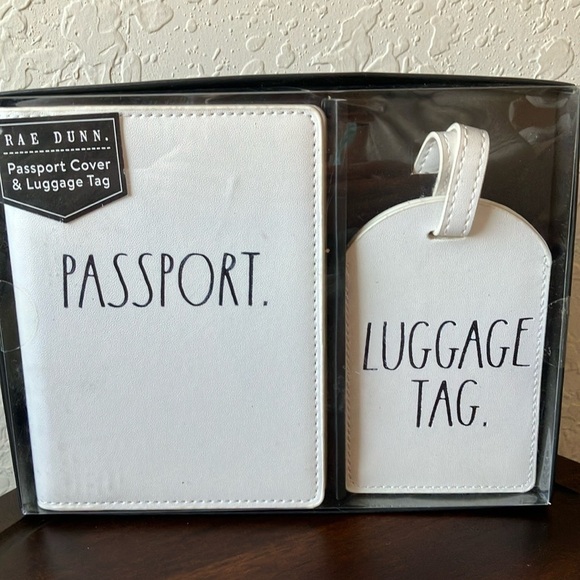 RAE DUNN.
Passport Cover
& Luggage Tag
PASSPORT.
LUGGAGE
TAG.